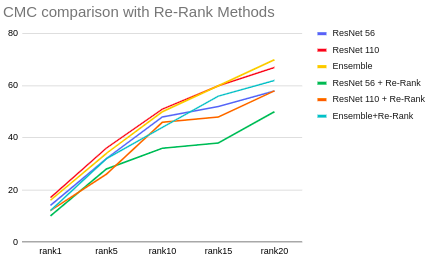 CMC comparison with Re-Rank Methods
80
60
40
20
0
rank1 rank5 rank10 rank15 rank20
ResNet 56
ResNet 110
Ensemble
ResNet 56 + Re-Rank
ResNet 110 + Re-Rank
Ensemble+Re-Rank